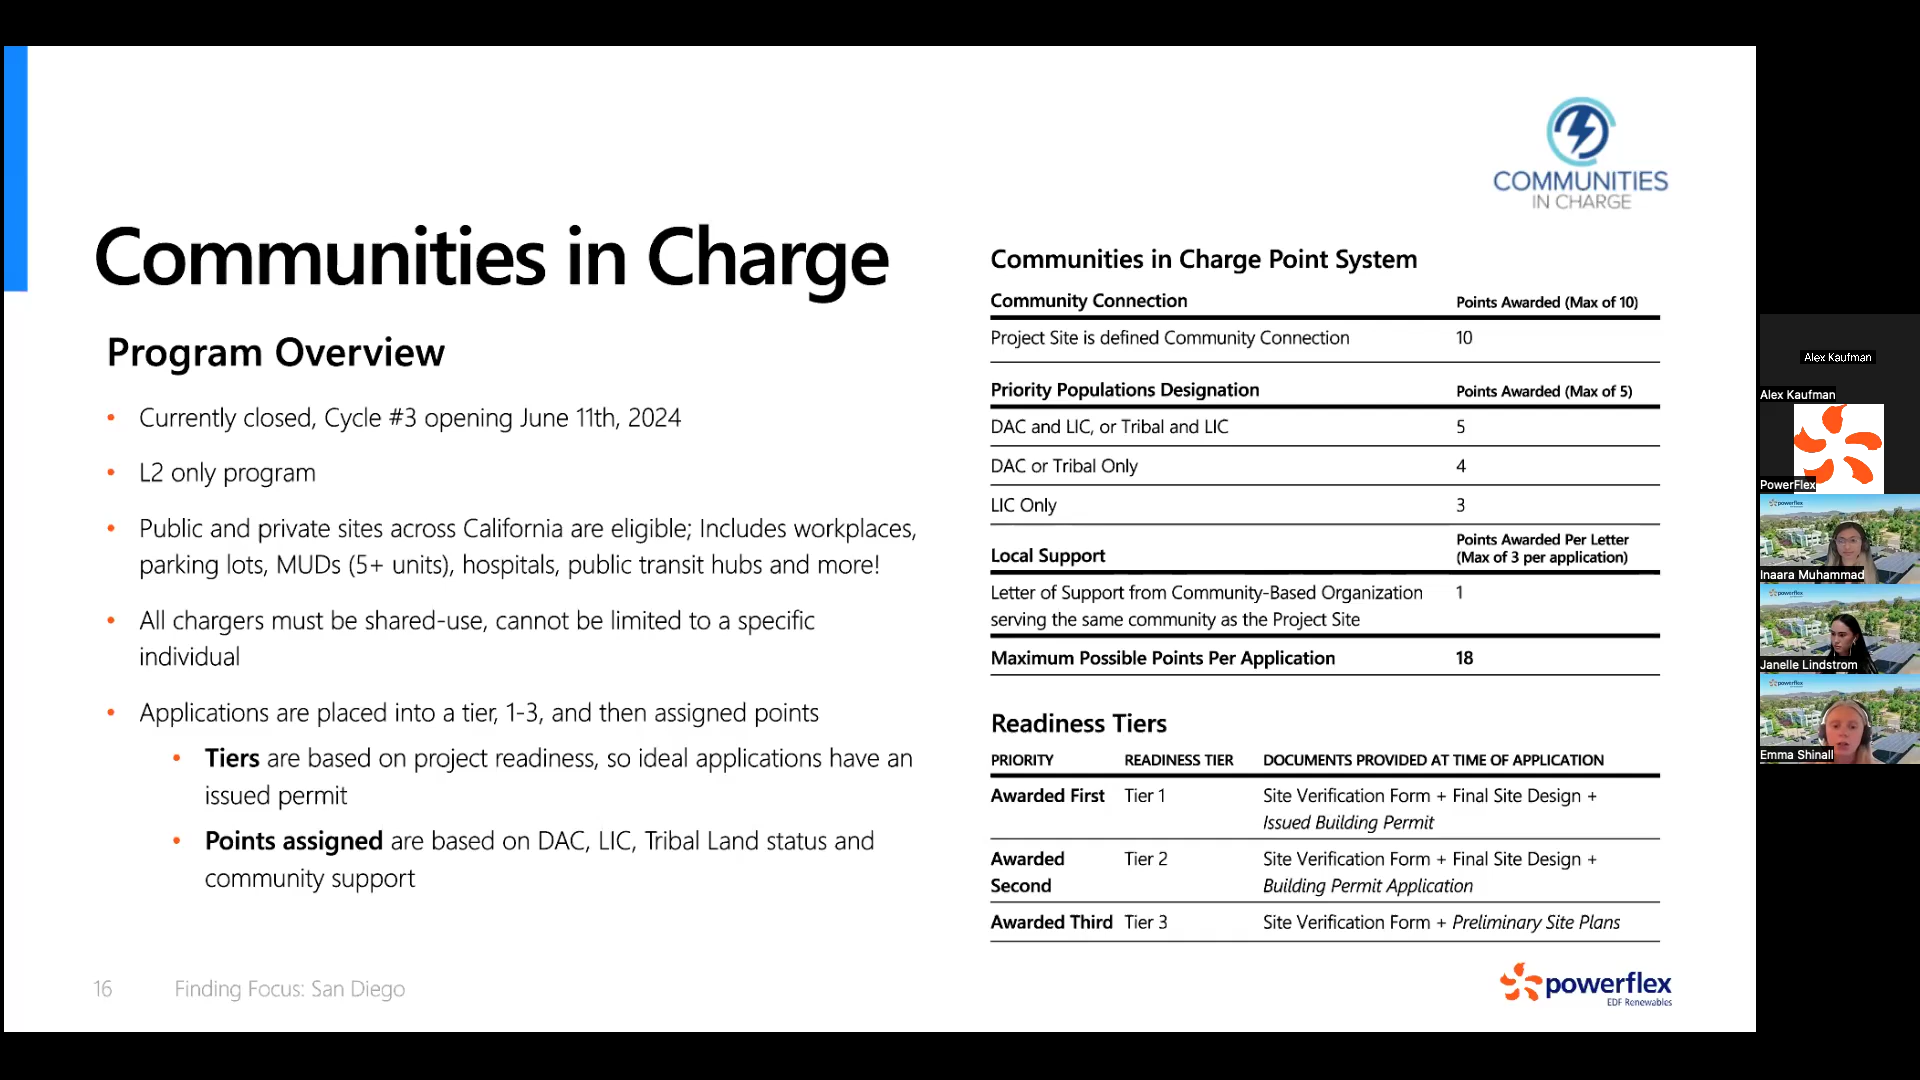 COMMUNITIES
IN CHARGE
Communities in Charge
Program Overview
• Currently closed, Cycle #3 opening June 11th, 2024
• L2 only program
• Public and private sites across California are eligible; Includes workplaces,
parking lots, MUDs (5+ units), hospitals, public transit hubs and more!
• All chargers must be shared-use, cannot be limited to a specific
individual
• Applications are placed into a tier, 1-3, and then assigned points
• Tiers are based on project readiness, so ideal applications have an
issued permit
• Points assigned are based on DAC, LIC, Tribal Land status and
community support
Communities in Charge Point System
Community Connection Points Awarded (Max of 10)
Project Site is defined Community Connection 10
Priority Populations Designation Points Awarded (Max of 5)
DAC and LIC, or Tribal and LIC 5
DAC or Tribal Only 4
LIC Only 3
Local Support Points Awarded Per Letter
(Max of 3 per application)
Letter of Support from Community-Based Organization 1
serving the same community as the Project Site
Maximum Possible Points Per Application 18
Readiness Tiers
PRIORITY READINESS TIER DOCUMENTS PROVIDED AT TIME OF APPLICATION
Awarded First Tier 1 Site Verification Form + Final Site Design +
Issued Building Permit
Awarded Tier 2 Site Verification Form + Final Site Design +
Second Building Permit Application
Awarded Third Tier 3 Site Verification Form + Preliminary Site Plans
16 Finding Focus: San Diego
powerflex
EDF Renewables
Alex Kaufman
Alex Kaufman
PowerFlex
powerflex
Inaara Muhammad
powerflex
Janelle Lindstrom
powerflex
Emma Shinall